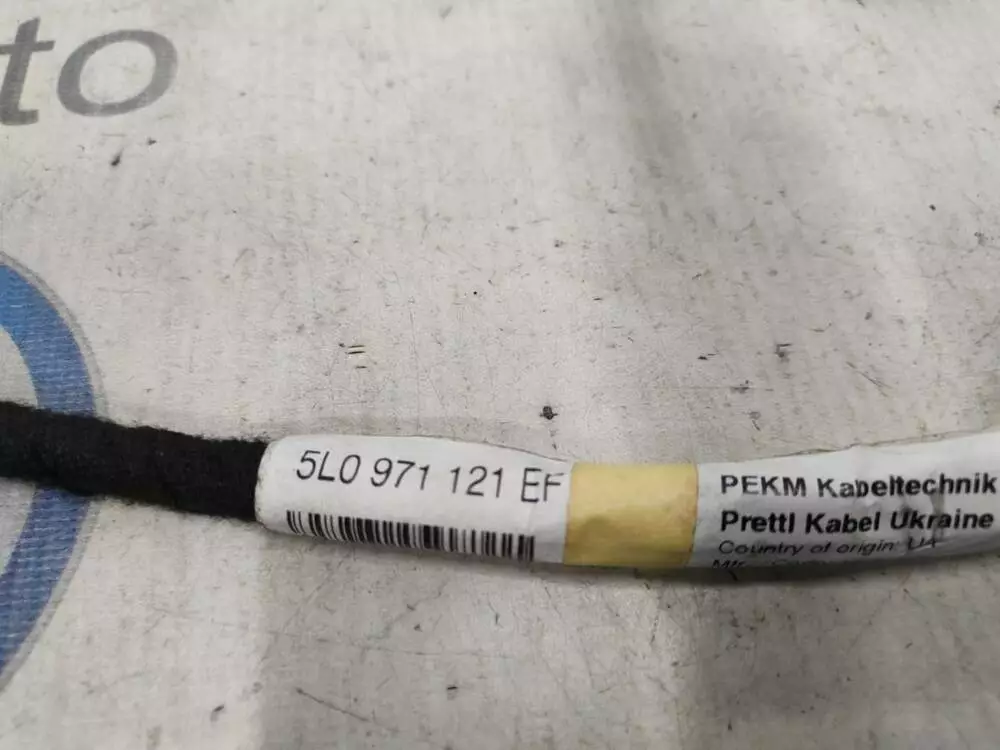 to
5L0 971 121 EF
PEKM Kabeltechnik
Prettl Kabel Ukraine
Country of origin: UA